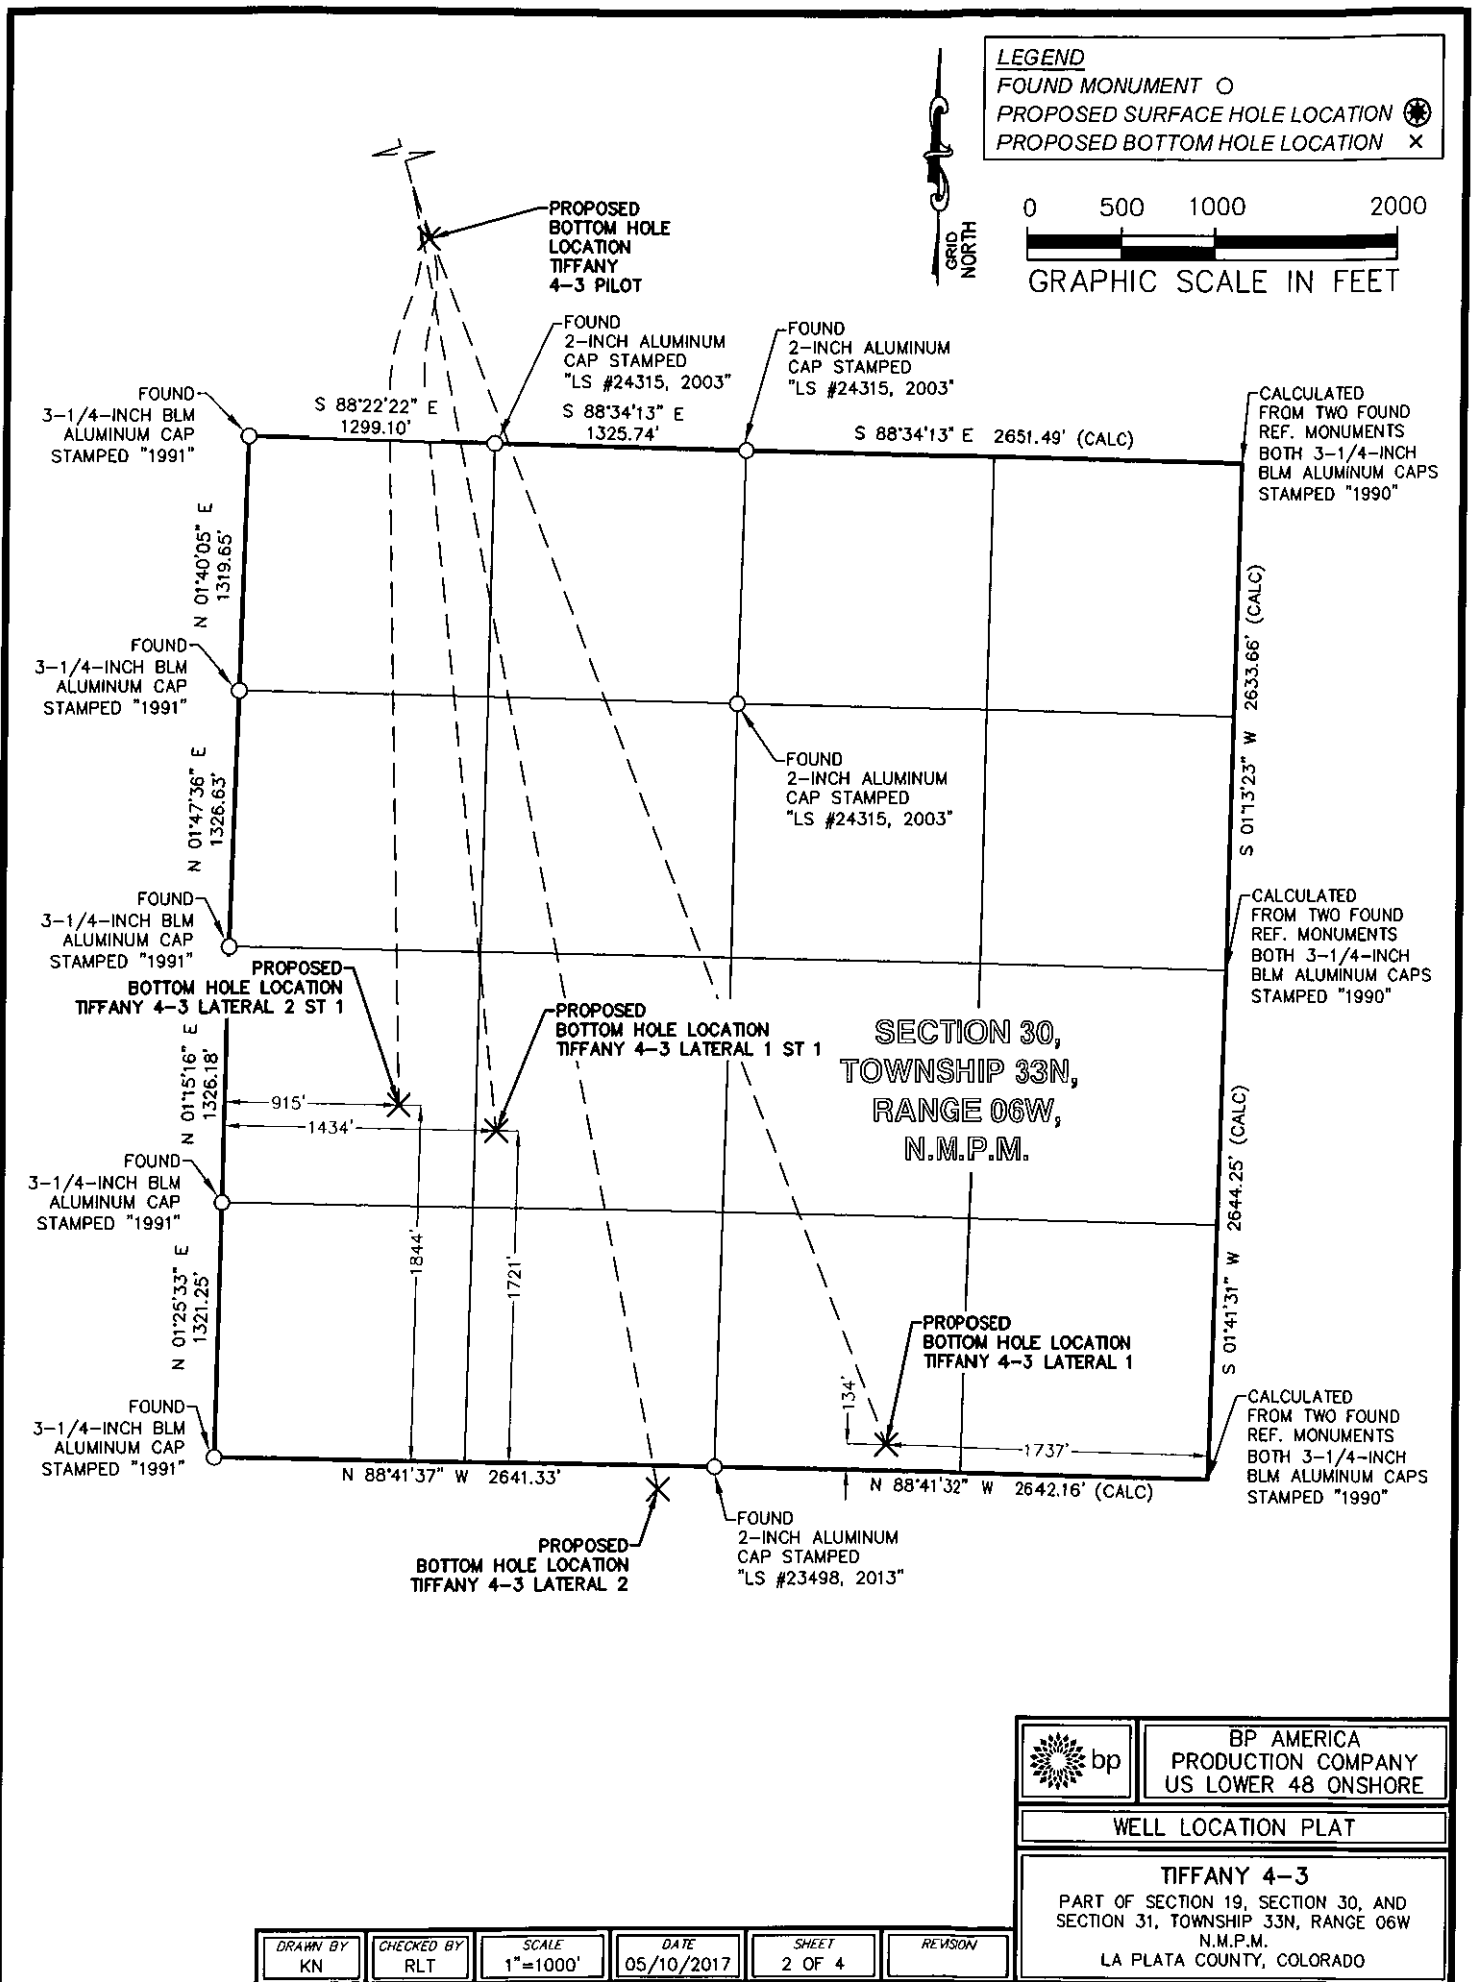 LEGEND
FOUND MONUMENT
PROPOSED SURFACE HOLE LOCATION
PROPOSED BOTTOM HOLE LOCATION
0 500 1000 2000
GRAPHIC SCALE IN FEET
GRID
NORTH
PROPOSED
BOTTOM HOLE
LOCATION
TIFFANY
4-3 PILOT
FOUND
2-INCH ALUMINUM
CAP STAMPED
"LS #24315, 2003"
FOUND
2-INCH ALUMINUM
CAP STAMPED
"LS #24315, 2003"
FOUND
3-1/4-INCH BLM
ALUMINUM CAP
STAMPED "1991"
S 88°22'22" E
1299.10'
S 88°34'13" E
1325.74'
S 88°34'13" E 2651.49' (CALC)
CALCULATED
FROM TWO FOUND
REF. MONUMENTS
BOTH 3-1/4-INCH
BLM ALUMINUM CAPS
STAMPED "1990"
N 01°40'05" E
1319.65'
S 01°13'23" W 2633.66' (CALC)
FOUND
3-1/4-INCH BLM
ALUMINUM CAP
STAMPED "1991"
FOUND
2-INCH ALUMINUM
CAP STAMPED
"LS #24315, 2003"
N 01°47'36" E
1326.63'
FOUND
3-1/4-INCH BLM
ALUMINUM CAP
STAMPED "1991"
CALCULATED
FROM TWO FOUND
REF. MONUMENTS
BOTH 3-1/4-INCH
BLM ALUMINUM CAPS
STAMPED "1990"
PROPOSED
BOTTOM HOLE LOCATION
TIFFANY 4-3 LATERAL 2 ST 1
PROPOSED
BOTTOM HOLE LOCATION
TIFFANY 4-3 LATERAL 1 ST 1
SECTION 30,
TOWNSHIP 33N,
RANGE 06W,
N.M.P.M.
N 01°15'16" E
1326.18'
915'
1434'
1844'
1721'
S 01°41'31" W 2644.25' (CALC)
FOUND
3-1/4-INCH BLM
ALUMINUM CAP
STAMPED "1991"
N 01°25'33" E
1321.25'
PROPOSED
BOTTOM HOLE LOCATION
TIFFANY 4-3 LATERAL 1
134'
1737'
FOUND
3-1/4-INCH BLM
ALUMINUM CAP
STAMPED "1991"
CALCULATED
FROM TWO FOUND
REF. MONUMENTS
BOTH 3-1/4-INCH
BLM ALUMINUM CAPS
STAMPED "1990"
N 88°41'37" W 2641.33'
N 88°41'32" W 2642.16' (CALC)
PROPOSED
BOTTOM HOLE LOCATION
TIFFANY 4-3 LATERAL 2
FOUND
2-INCH ALUMINUM
CAP STAMPED
"LS #23498, 2013"
bp
BP AMERICA
PRODUCTION COMPANY
US LOWER 48 ONSHORE
WELL LOCATION PLAT
TIFFANY 4-3
PART OF SECTION 19, SECTION 30, AND
SECTION 31, TOWNSHIP 33N, RANGE 06W
N.M.P.M.
LA PLATA COUNTY, COLORADO
DRAWN BY
KN
CHECKED BY
RLT
SCALE
1"=1000'
DATE
05/10/2017
SHEET
2 OF 4
REVISION